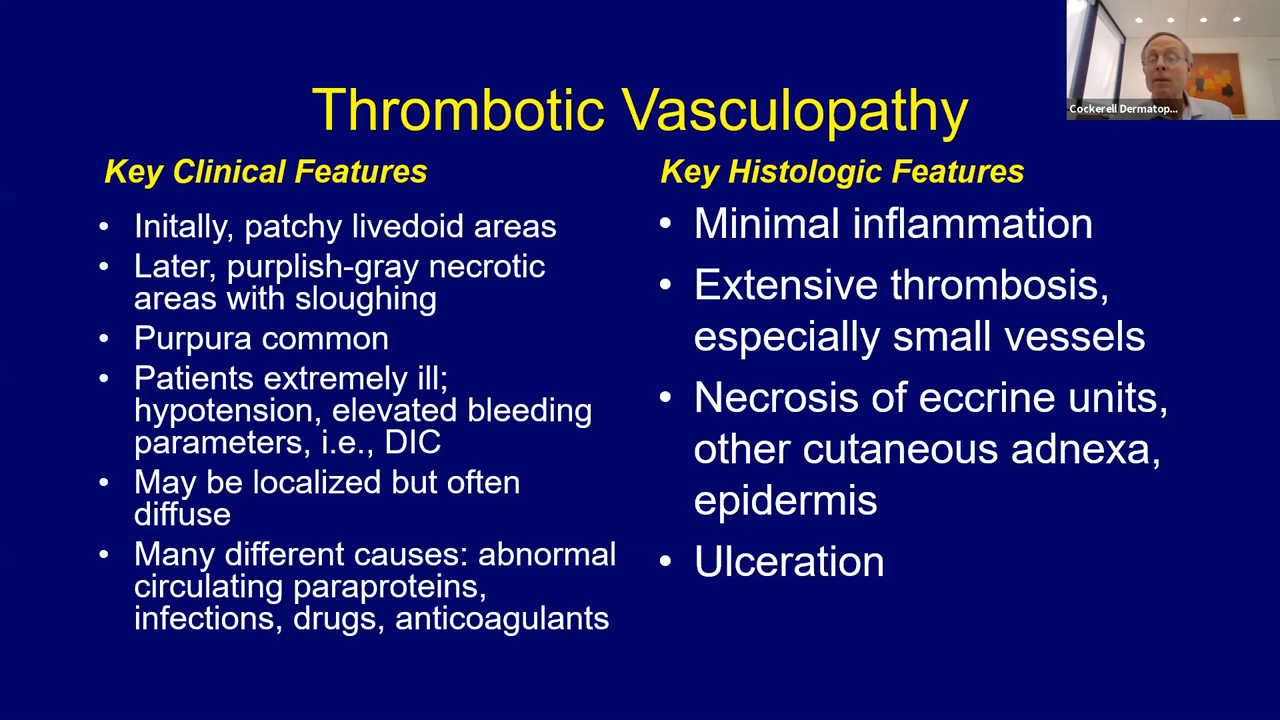 Thrombotic Vasculopathy
Key Clinical Features
• Initally, patchy livedoid areas
• Later, purplish-gray necrotic
areas with sloughing
• Purpura common
• Patients extremely ill;
hypotension, elevated bleeding
parameters, i.e., DIC
• May be localized but often
diffuse
• Many different causes: abnormal
circulating paraproteins,
infections, drugs, anticoagulants
Key Histologic Features
• Minimal inflammation
• Extensive thrombosis,
especially small vessels
• Necrosis of eccrine units,
other cutaneous adnexa,
epidermis
• Ulceration
Cockerell Dermatop...